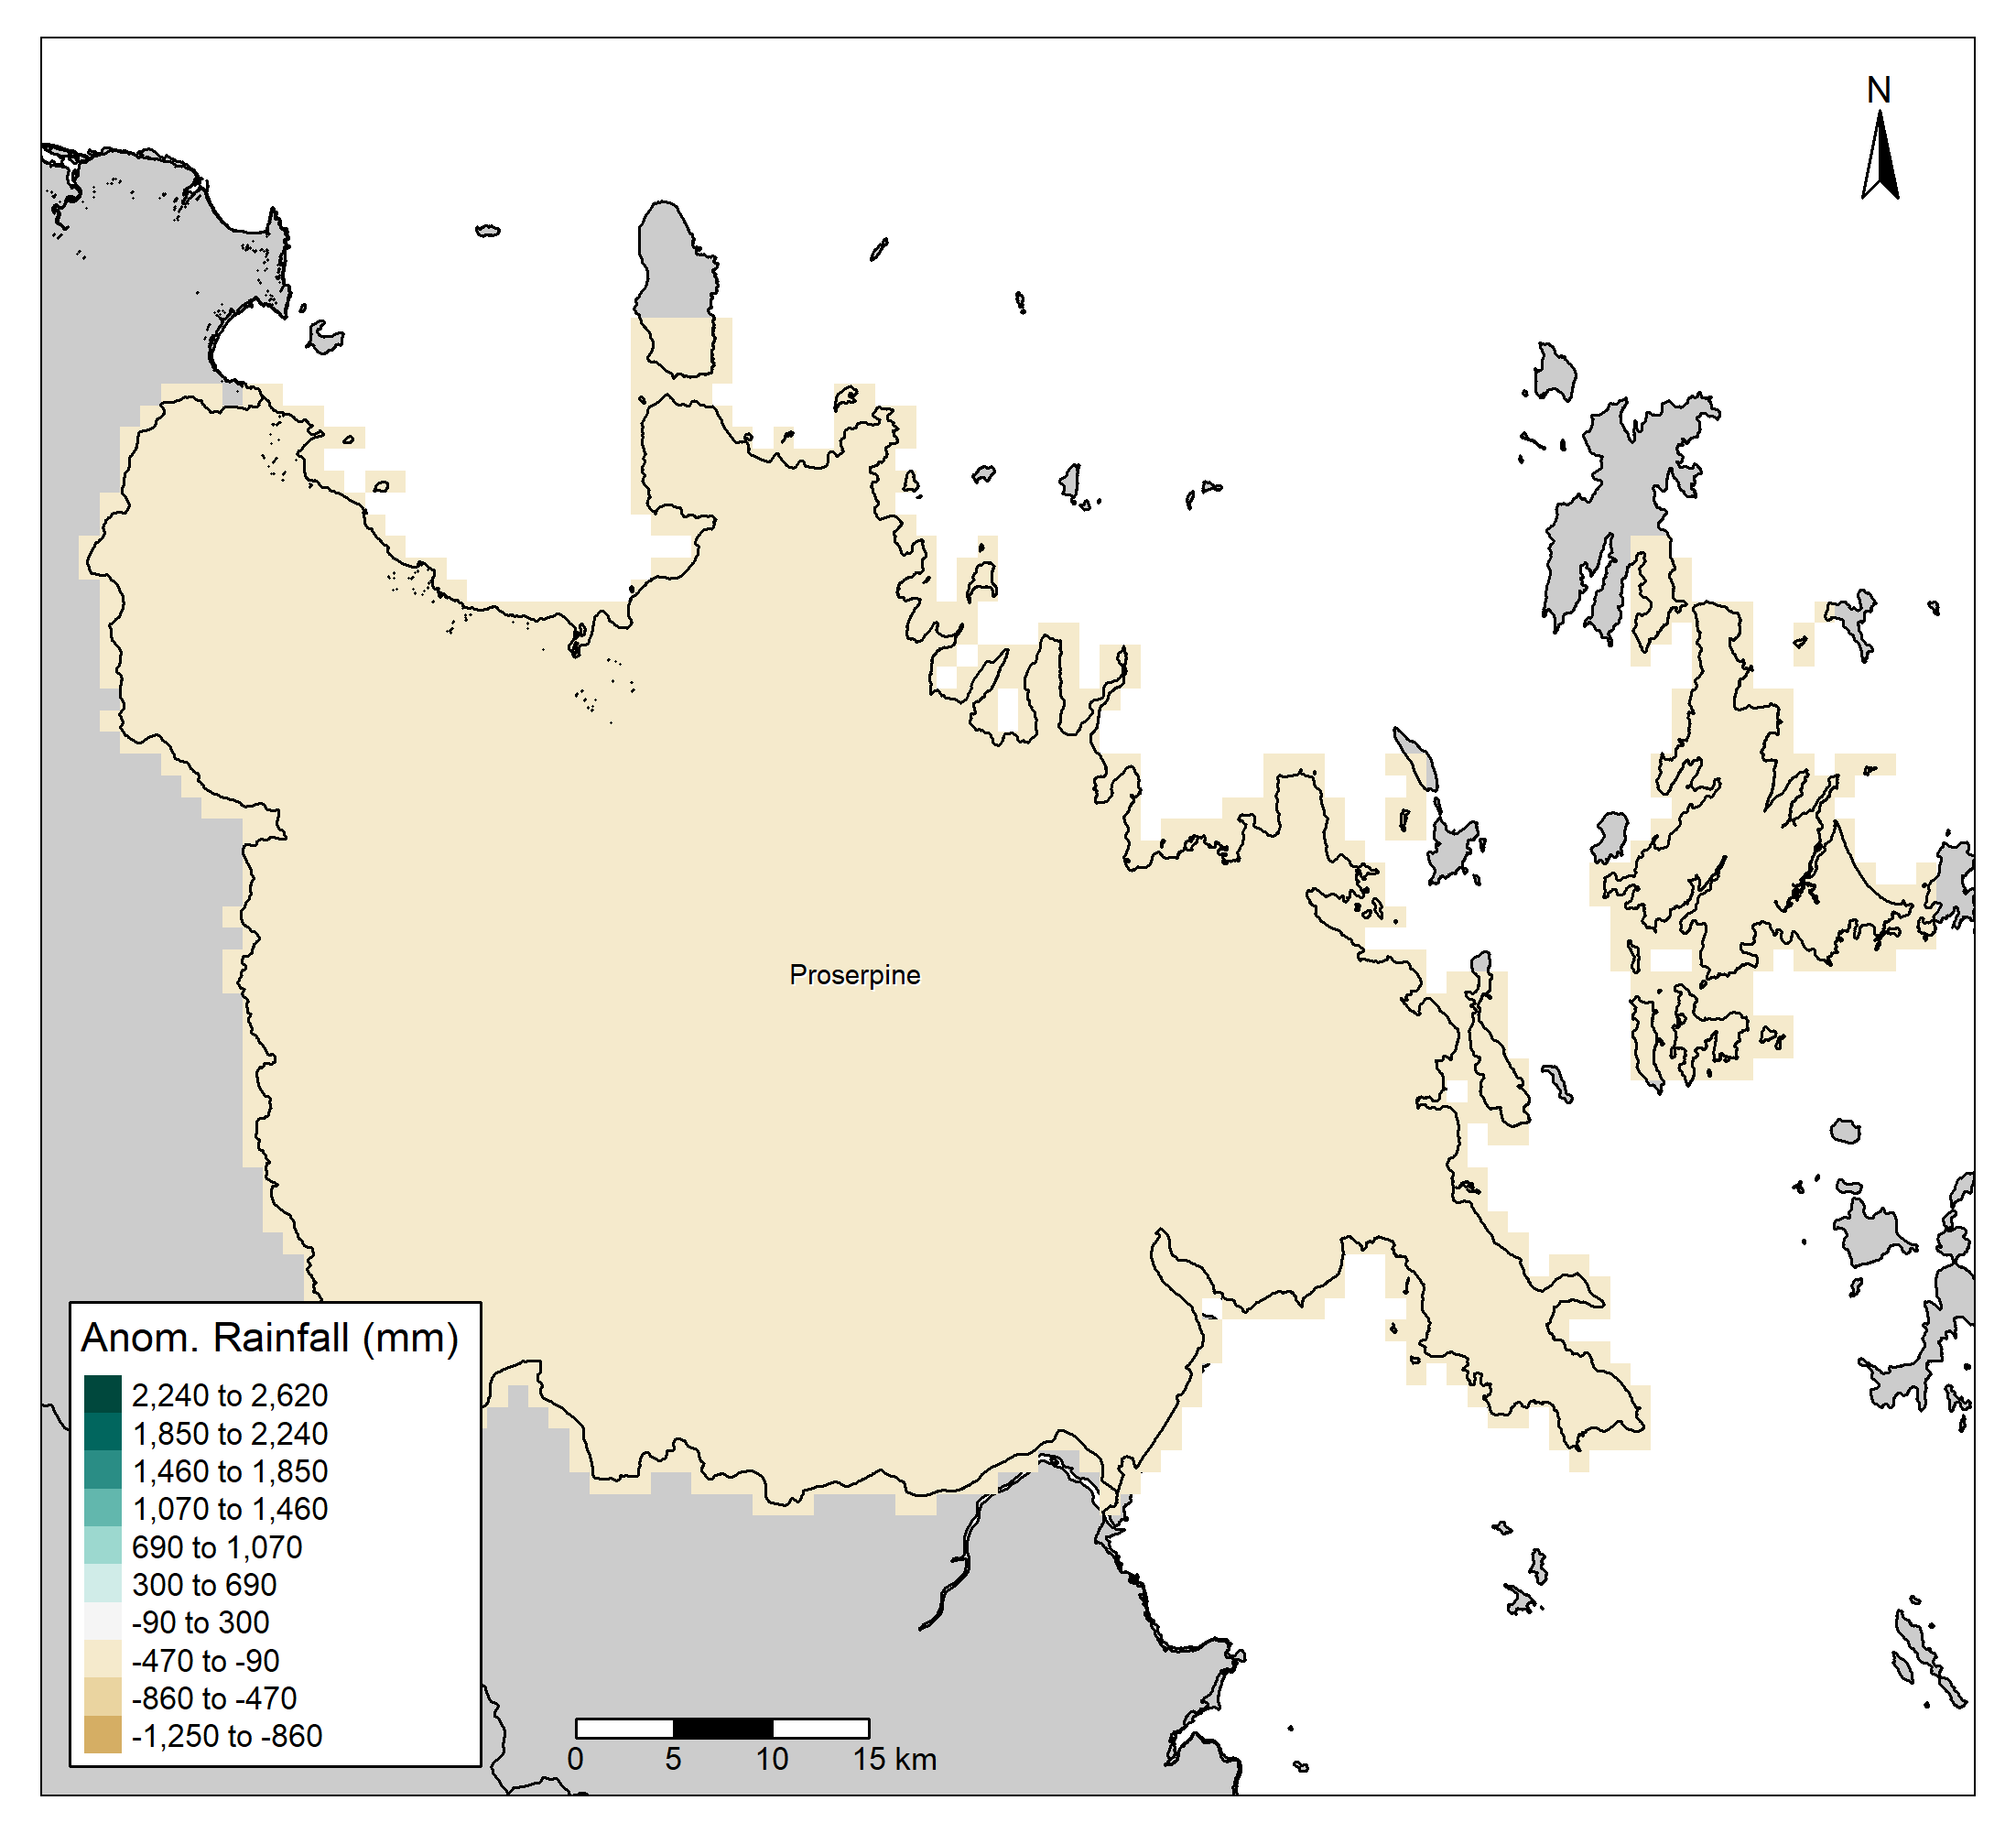 N
Proserpine
Anom. Rainfall (mm)
2,240 to 2,620
1,850 to 2,240
1,460 to 1,850
1,070 to 1,460
690 to 1,070
300 to 690
-90 to 300
-470 to -90
-860 to -470
-1,250 to -860
0 5 10 15 km